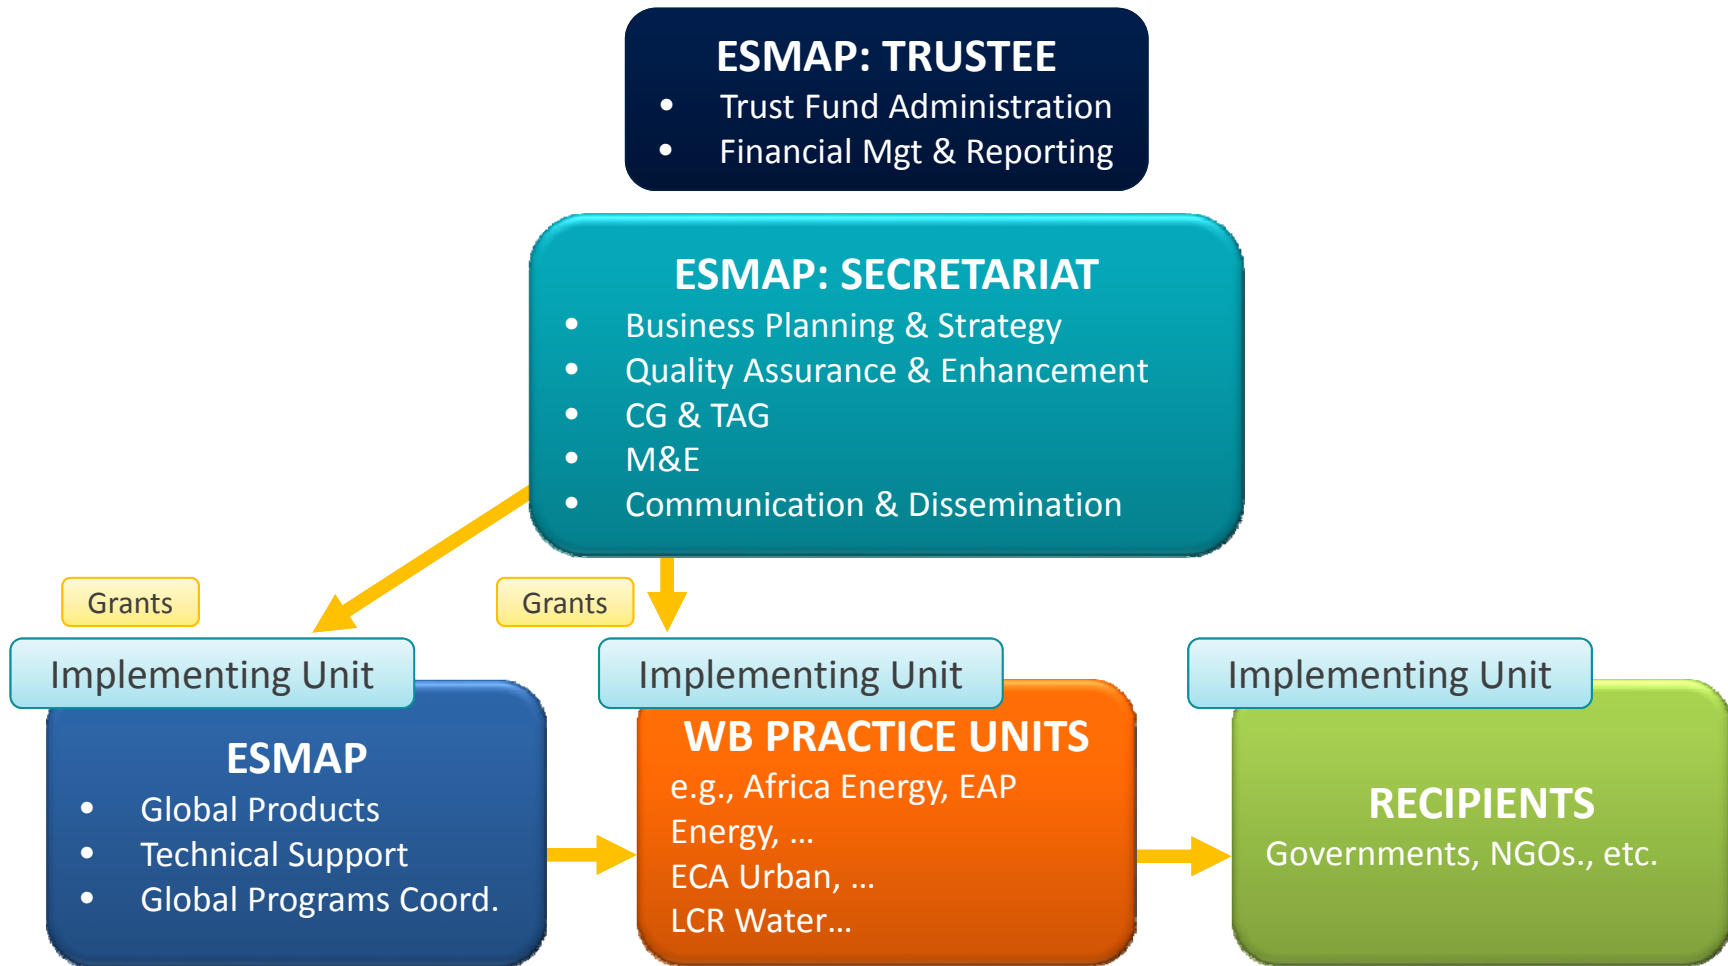 ESMAP: TRUSTEE
• Trust Fund Administration
• Financial Mgt & Reporting
ESMAP: SECRETARIAT
• Business Planning & Strategy
• Quality Assurance & Enhancement
• CG & TAG
• M&E
• Communication & Dissemination
Grants
Grants
Implementing Unit
ESMAP
• Global Products
• Technical Support
• Global Programs Coord.
Implementing Unit
WB PRACTICE UNITS
e.g., Africa Energy, EAP
Energy, ...
ECA Urban, ...
LCR Water...
Implementing Unit
RECIPIENTS
Governments, NGOs., etc.